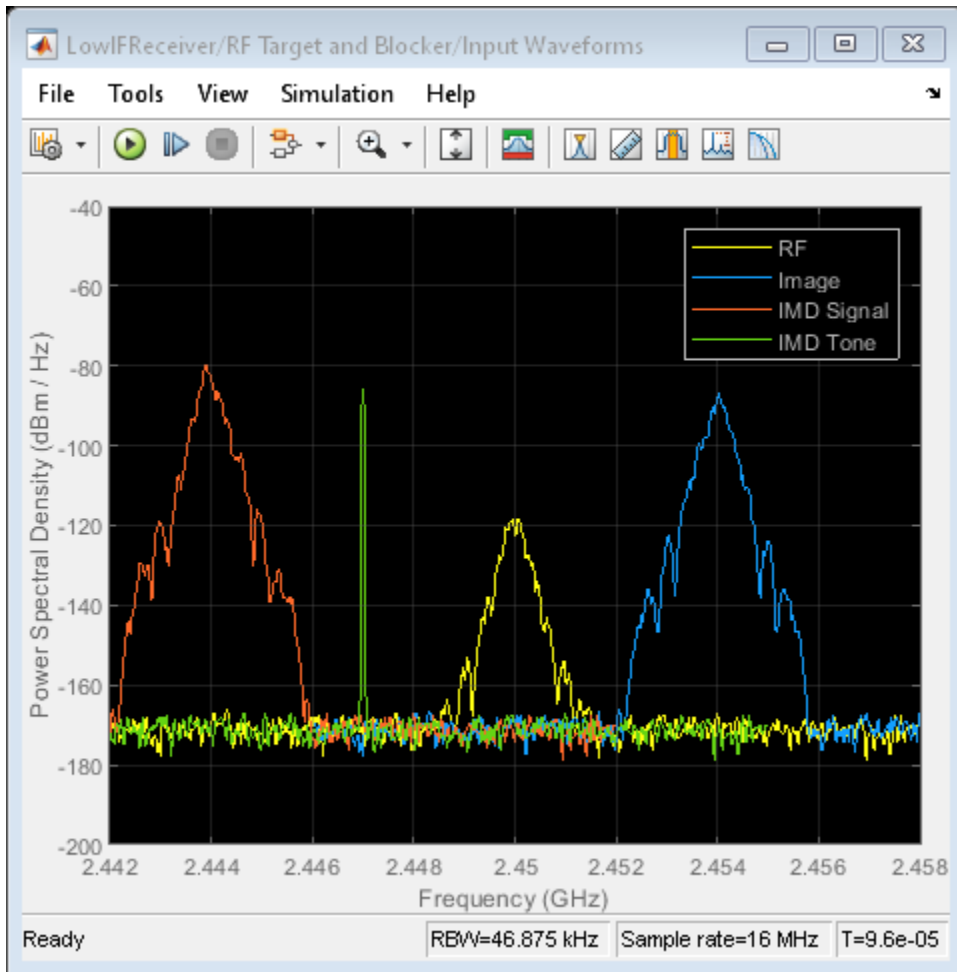 LowIFReceiver/RF Target and Blocker/Input Waveforms
File Tools View Simulation Help
-40
-60
-80
-100
-120
-140
-160
-180
-200
Power Spectral Density (dBm / Hz)
RF
Image
IMD Signal
IMD Tone
2.442 2.444 2.446 2.448 2.45 2.452 2.454 2.456 2.458
Frequency (GHz)
Ready RBW=46.875 kHz Sample rate=16 MHz T=9.6e-05